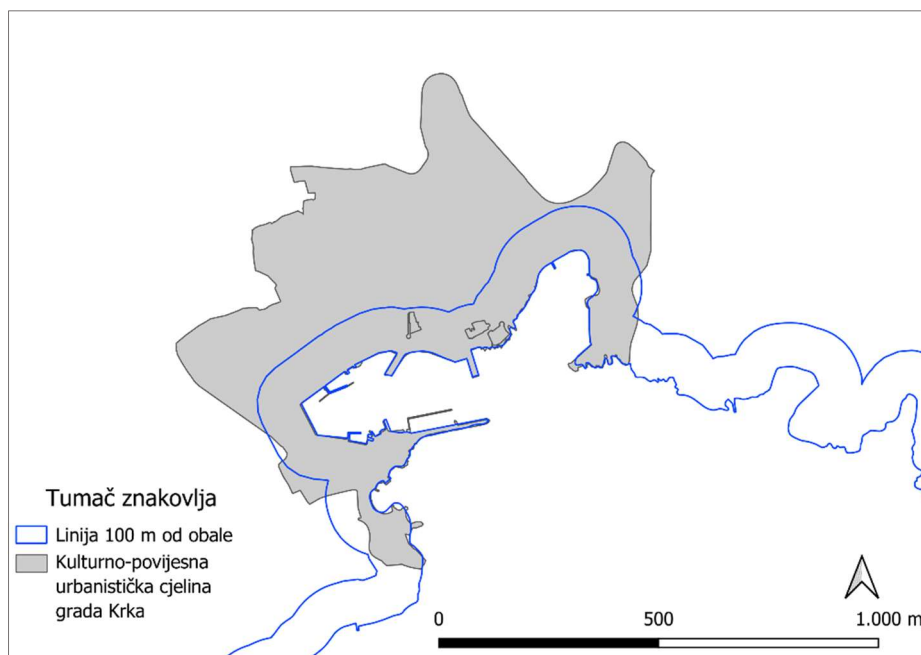 Tumač znakovlja
Linija 100 m od obale
Kulturno-povijesna
urbanistička cjelina
grada Krka
0 500 1.000 m